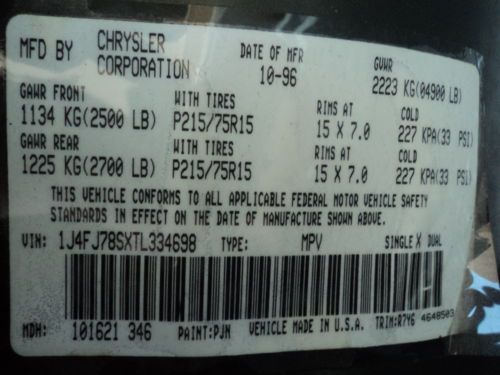 MFD BY CHRYSLER CORPORATION DATE OF MFR 10-96 GVWR 2223 KG(04900 LB)
GAWR FRONT WITH TIRES RIMS AT COLD
1134 KG(2500 LB) P215/75R15 15 X 7.0 227 KPA(33 PSI)
GAWR REAR WITH TIRES RIMS AT COLD
1225 KG(2700 LB) P215/75R15 15 X 7.0 227 KPA(33 PSI)
THIS VEHICLE CONFORMS TO ALL APPLICABLE FEDERAL MOTOR VEHICLE SAFETY
STANDARDS IN EFFECT ON THE DATE OF MANUFACTURE SHOWN ABOVE.
VIN: 1J4FJ78SXTL334698 TYPE: MPV SINGLE X DUAL
MDH: 101621 346 PAINT:PJN VEHICLE MADE IN U.S.A. TRIM:R7Y6 4648503